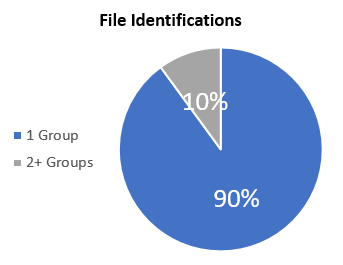 File Identifications
10%
1 Group
2+ Groups
90%